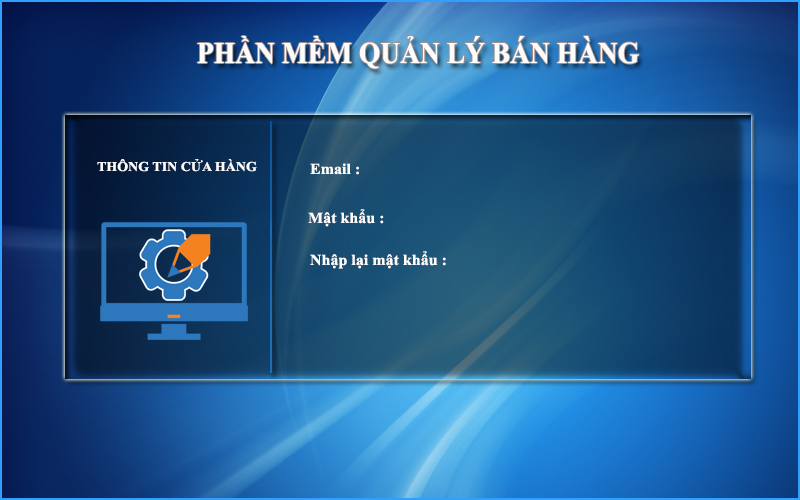 PHẦN MỀM QUẢN LÝ BÁN HÀNG
THÔNG TIN CỬA HÀNG
Email :
Mật khẩu :
Nhập lại mật khẩu :